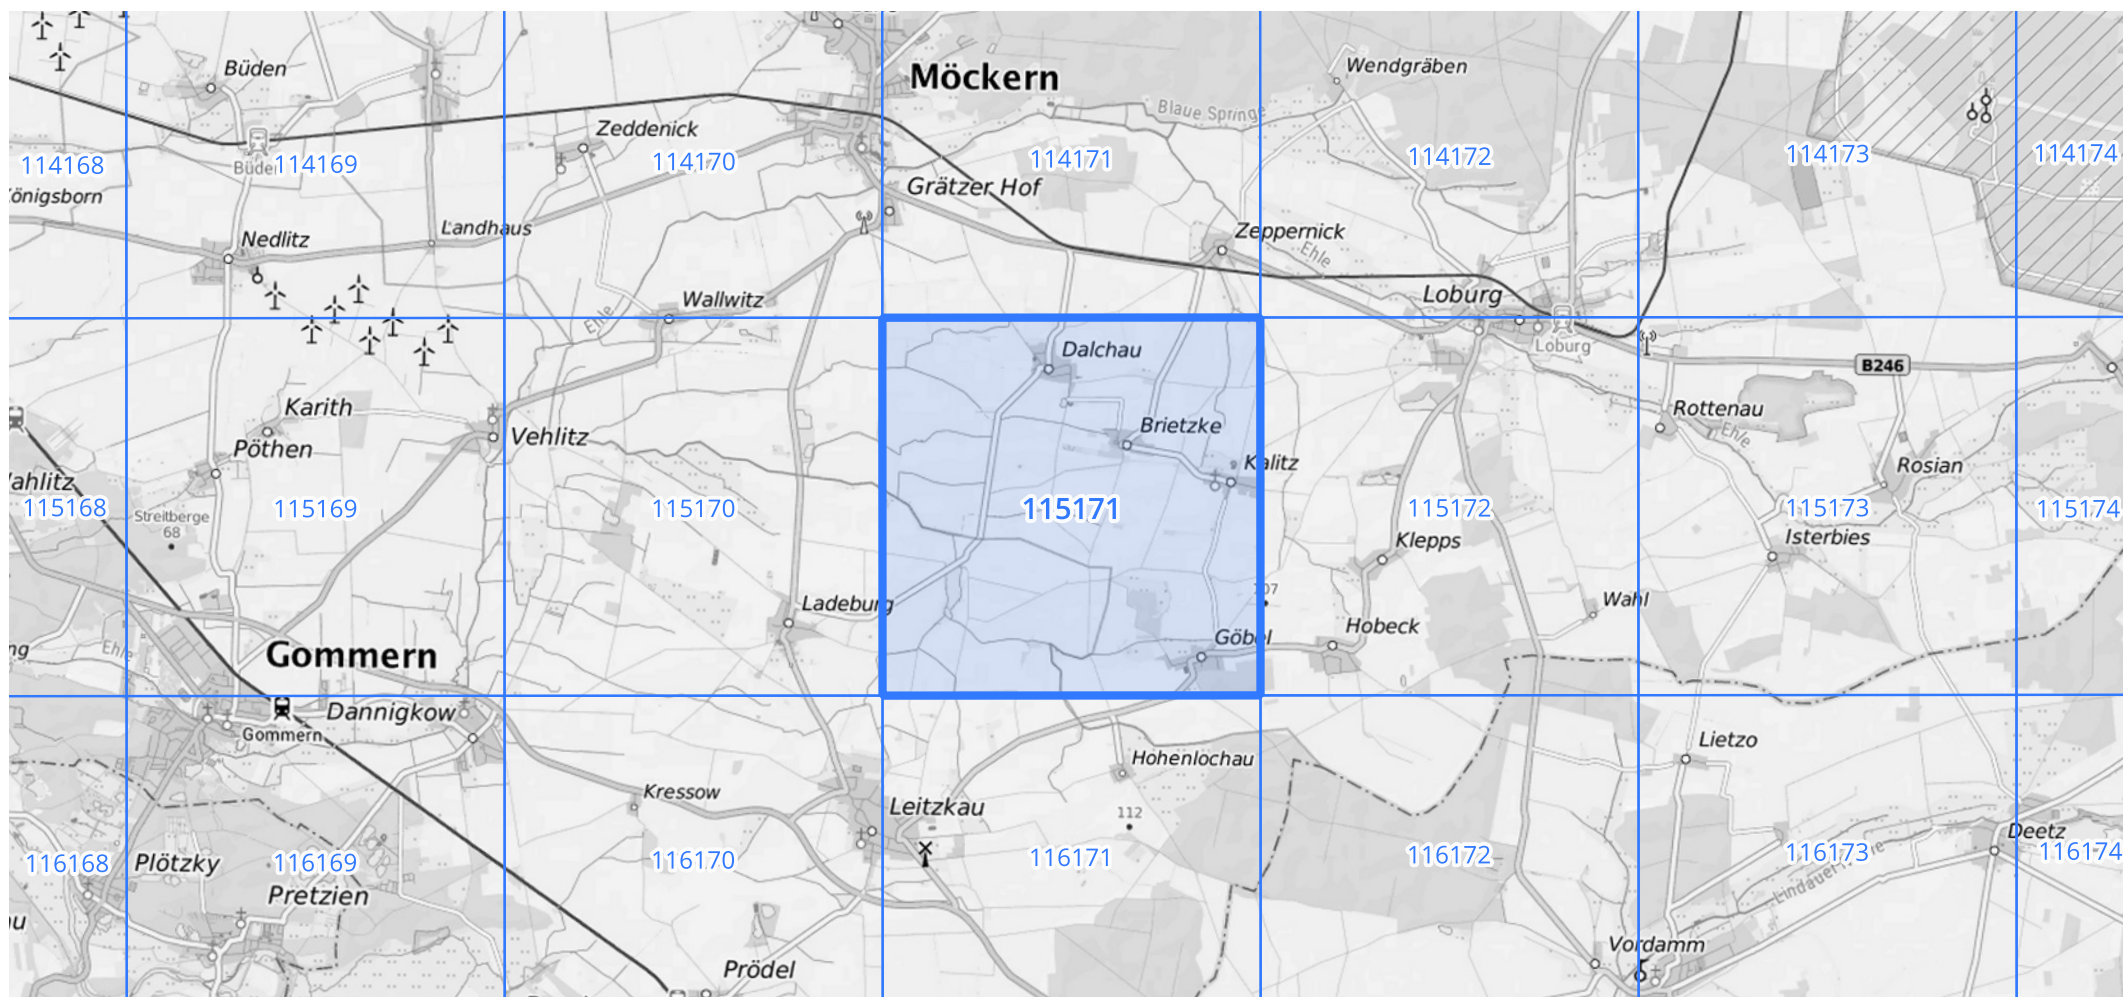 Büden
Möckern
Wendgräben
Blaue Springe
Zeddenick
Büden
114168
114169
114170
114171
114172
114173
114174
Königsborn
Grätzer Hof
Landhaus
Nedlitz
Zeppernick
Ehle
Wallwitz
Ehle
Loburg
Loburg
Dalchau
B246
Karith
Vehlitz
Pöthen
Brietzke
Kalitz
Rottenau
Ehle
Rosian
Streitberge
68
115168
115169
115170
115171
115172
115173
115174
Klepps
Isterbies
Ladeburg
Wahl
Göbel
Hobeck
Ehle
Gommern
Dannigkow
Gommern
Hohenlochau
Lietzo
Kressow
Leitzkau
112
Deetz
Plötzky
116168
116169
116170
116171
116172
116173
116174
Pretzien
Vordamm
Prödel